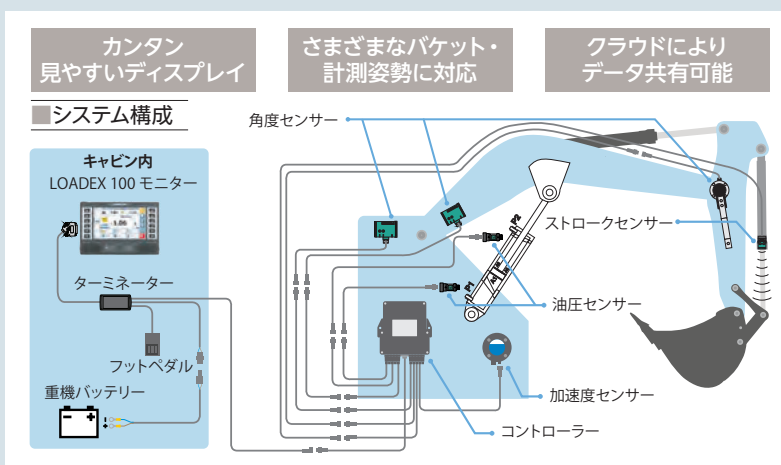 カンタン
見やすいディスプレイ
さまざまなバケット・
計測姿勢に対応
クラウドにより
データ共有可能
■システム構成
角度センサー
キャビン内
LOADEX 100 モニター
ターミネーター
フットペダル
重機バッテリー
P2
P1
ストロークセンサー
油圧センサー
加速度センサー
コントローラー